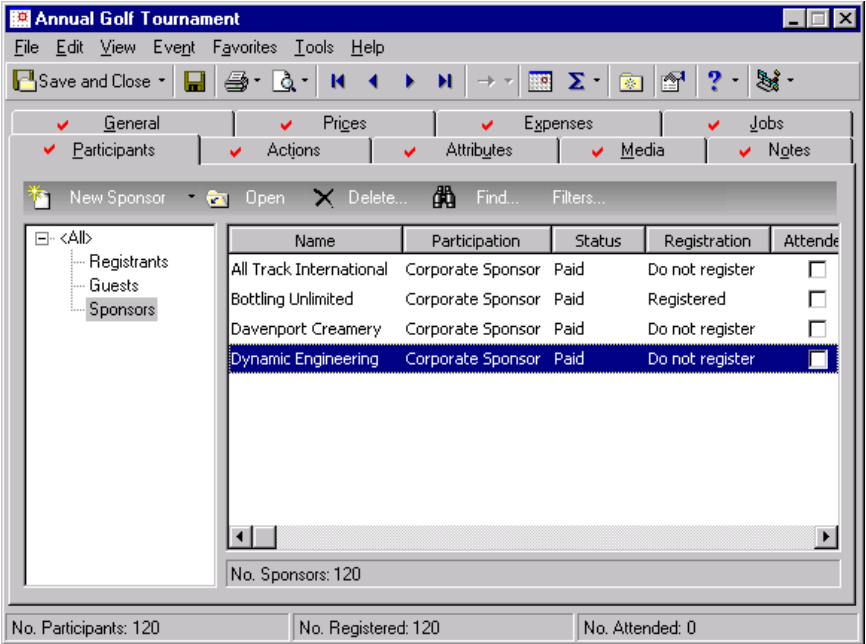 Annual Golf Tournament
File Edit View Event Favorites Tools Help
Save and Close
General Prices Expenses Jobs
Participants Actions Attributes Media Notes
New Sponsor Open Delete... Find... Filters...
<All>
Registrants
Guests
Sponsors
Name Participation Status Registration Attende
All Track International Corporate Sponsor Paid Do not register
Bottling Unlimited Corporate Sponsor Paid Registered
Davenport Creamery Corporate Sponsor Paid Do not register
Dynamic Engineering Corporate Sponsor Paid Do not register
No. Sponsors: 120
No. Participants: 120 No. Registered: 120 No. Attended: 0